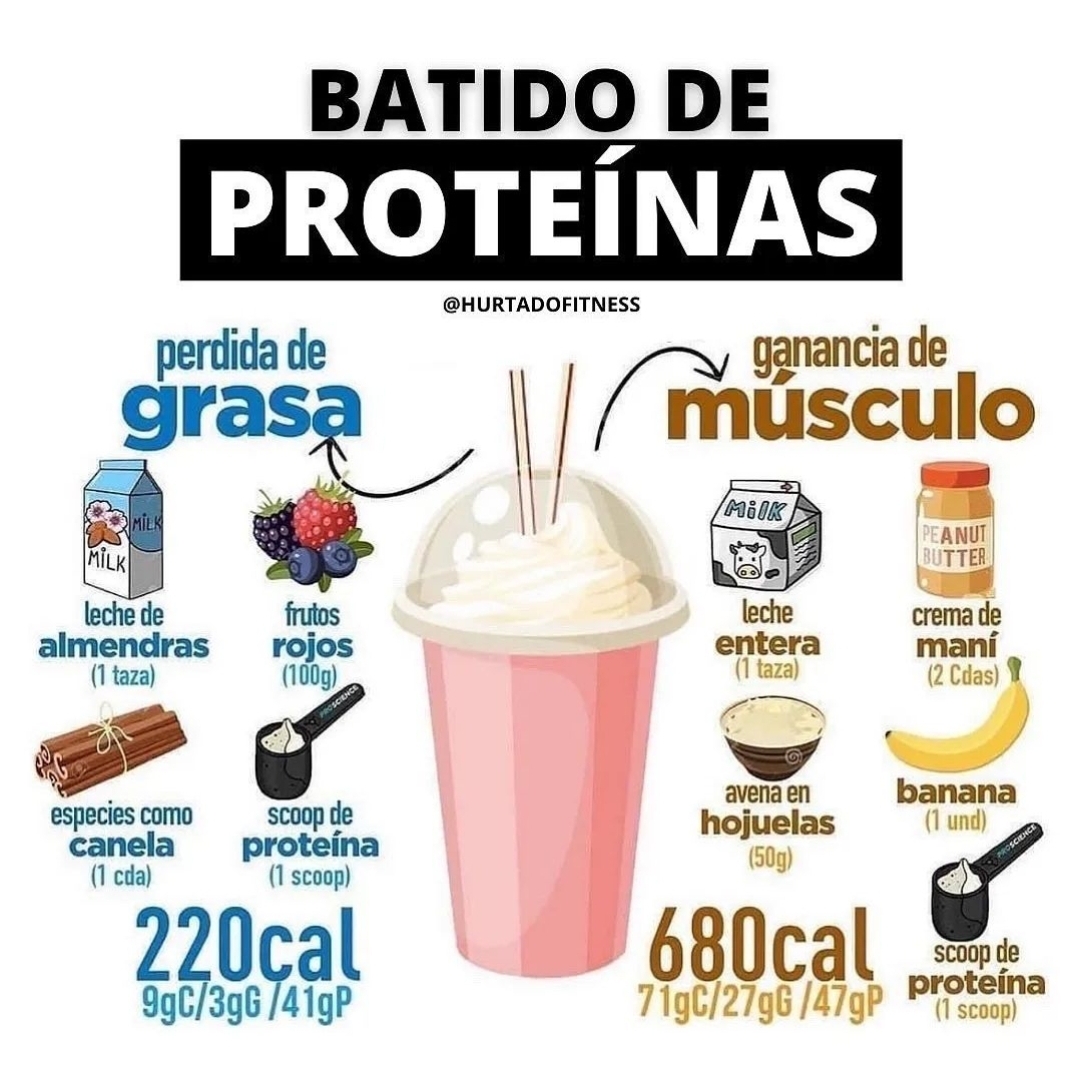 BATIDO DE
PROTEÍNAS
@HURTADOFITNESS
perdida de
grasa
ganancia de
músculo
MILK
MILK
leche de
almendras
(1 taza)
frutos
rojos
(100g)
MilK
leche
entera
(1 taza)
PEANUT
BUTTER
crema de
maní
(2 Cdas)
especies como
canela
(1 cda)
PROSCIENCE
scoop de
proteína
(1 scoop)
avena en
hojuelas
(50g)
banana
(1 und)
PROSCIENCE
scoop de
proteína
(1 scoop)
220cal
9gC/3gG /41gP
680cal
71gC/27gG /47gP